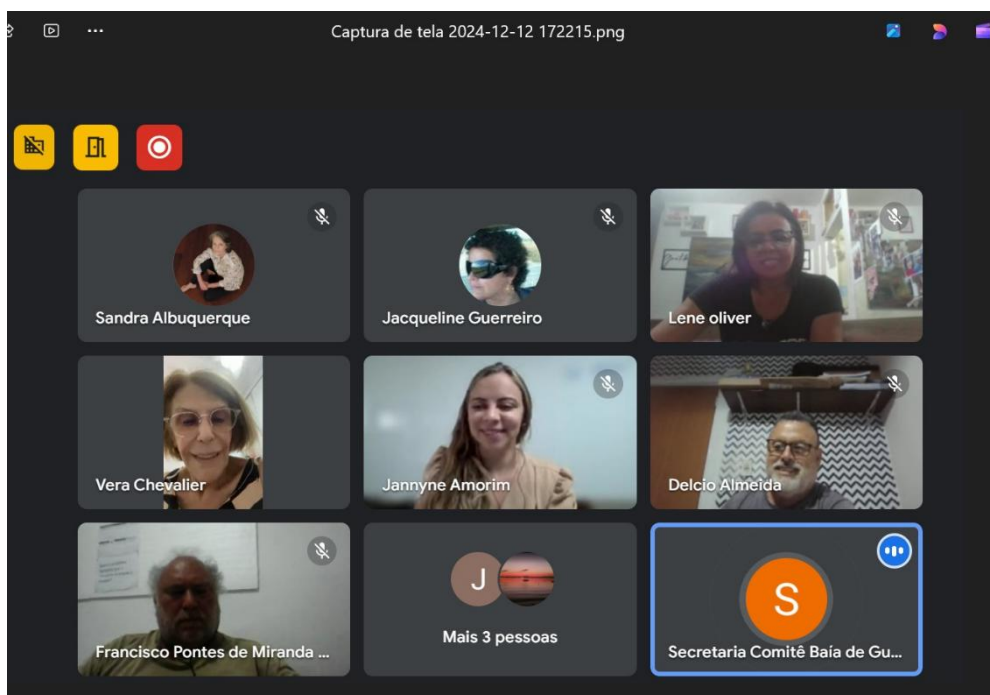 Captura de tela 2024-12-12 172215.png
Sandra Albuquerque
Jacqueline Guerreiro
Lene oliver
Vera Chevalier
Jannyne Amorim
Delcio Almeida
Francisco Pontes de Miranda ...
J
Mais 3 pessoas
S
Secretaria Comitê Baía de Gu...